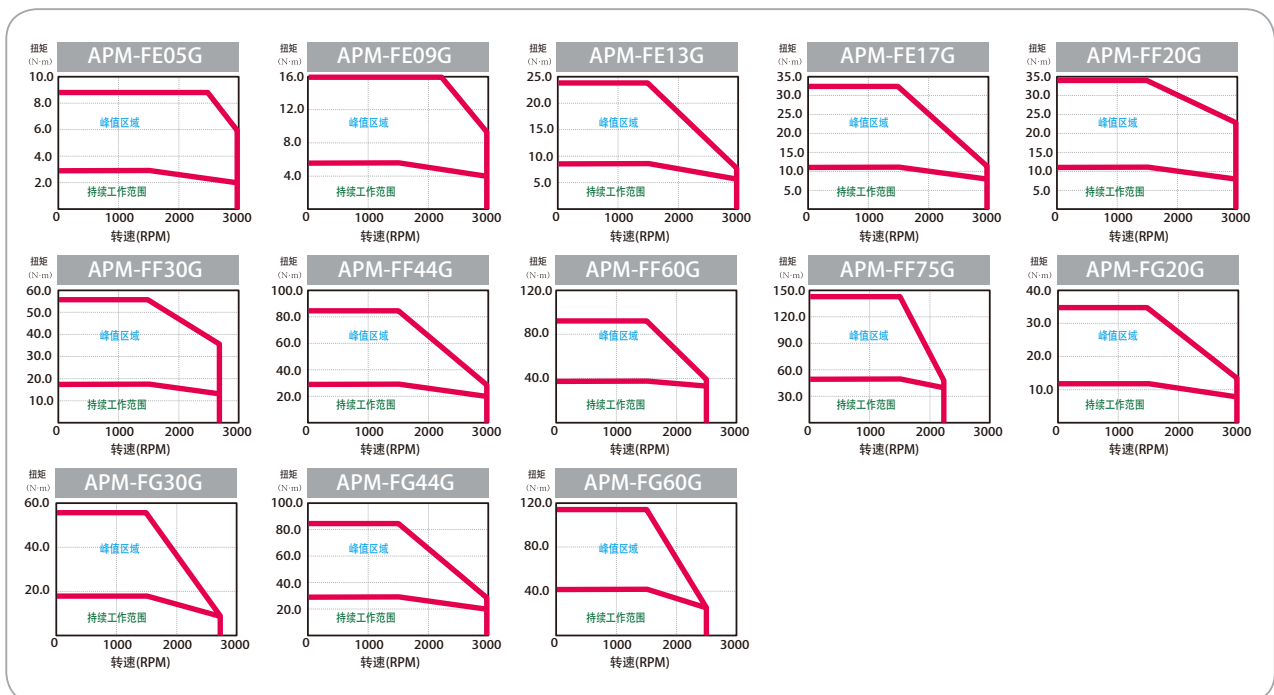 扭矩
(N·m)
APM-FE05G
10.0
8.0
6.0
4.0
2.0
峰值区域
持续工作范围
0 1000 2000 3000
转速(RPM)
扭矩
(N·m)
APM-FE09G
16.0
12.0
8.0
4.0
峰值区域
持续工作范围
0 1000 2000 3000
转速(RPM)
扭矩
(N·m)
APM-FE13G
25.0
20.0
15.0
10.0
5.0
峰值区域
持续工作范围
0 1000 2000 3000
转速(RPM)
扭矩
(N·m)
APM-FE17G
35.0
30.0
25.0
20.0
15.0
10.0
5.0
峰值区域
持续工作范围
0 1000 2000 3000
转速(RPM)
扭矩
(N·m)
APM-FF20G
35.0
30.0
25.0
20.0
15.0
10.0
5.0
峰值区域
持续工作范围
0 1000 2000 3000
转速(RPM)
扭矩
(N·m)
APM-FF30G
60.0
50.0
40.0
30.0
20.0
10.0
峰值区域
持续工作范围
0 1000 2000 3000
转速(RPM)
扭矩
(N·m)
APM-FF44G
100.0
80.0
60.0
40.0
20.0
峰值区域
持续工作范围
0 1000 2000 3000
转速(RPM)
扭矩
(N·m)
APM-FF60G
120.0
80.0
40.0
峰值区域
持续工作范围
0 1000 2000 3000
转速(RPM)
扭矩
(N·m)
APM-FF75G
150.0
120.0
90.0
60.0
30.0
峰值区域
持续工作范围
0 1000 2000 3000
转速(RPM)
扭矩
(N·m)
APM-FG20G
40.0
30.0
20.0
10.0
峰值区域
持续工作范围
0 1000 2000 3000
转速(RPM)
扭矩
(N·m)
APM-FG30G
60.0
40.0
20.0
峰值区域
持续工作范围
0 1000 2000 3000
转速(RPM)
扭矩
(N·m)
APM-FG44G
100.0
80.0
60.0
40.0
20.0
峰值区域
持续工作范围
0 1000 2000 3000
转速(RPM)
扭矩
(N·m)
APM-FG60G
120.0
80.0
40.0
峰值区域
持续工作范围
0 1000 2000 3000
转速(RPM)